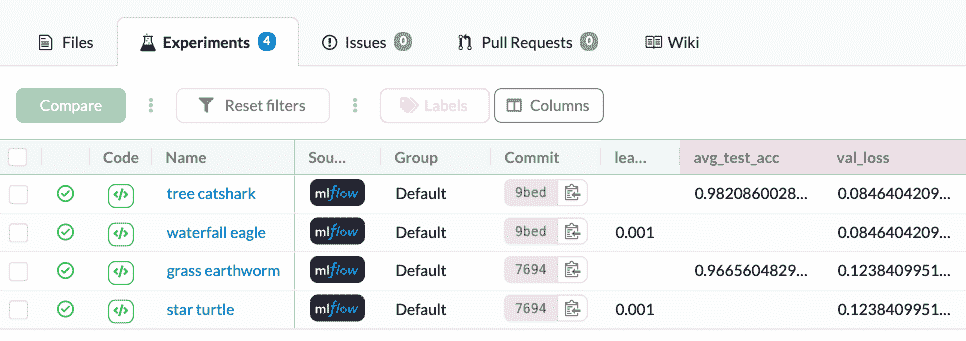 Files Experiments 4 Issues 0 Pull Requests 0 Wiki
Compare Reset filters Labels Columns
Code Name Sou... Group Commit lea... avg_test_acc val_loss
tree catshark mlflow Default 9bed 0.9820860028... 0.0846404209...
waterfall eagle mlflow Default 9bed 0.001 0.0846404209...
grass earthworm mlflow Default 7694 0.9665604829... 0.1238409951...
star turtle mlflow Default 7694 0.001 0.1238409951...